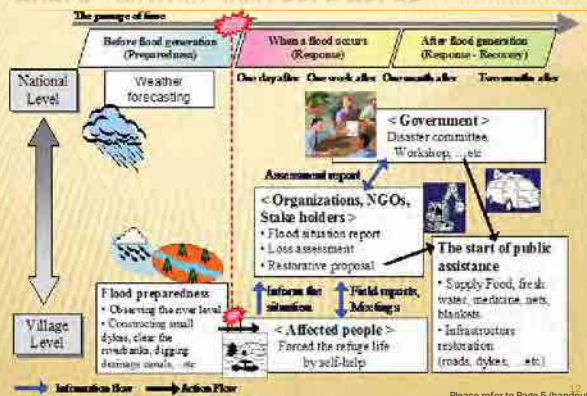 The passage of time
Before flood generation
(Preparedness)
When a flood occurs
(Response)
After flood generation
(Response - Recovery)
National
Level
Weather
forecasting
One day after One week after One month after Two months after
< Government >
Disaster committee,
Workshop, ...etc
Assessment report
< Organizations, NGOs,
Stake holders >
• Flood situation report
• Loss assessment
• Restorative proposal
The start of public
assistance
• Supply Food, fresh
water, medicine, nets,
blankets
• Infrastructure
restoration
(roads, dykes, ...etc)
Flood preparedness
• Observing the river level
• Constructing small
dykes, clear the
riverbanks, digging
drainage canals, ...etc
Inform the
situation
Field reports,
Meetings
Village
Level
< Affected people >
Forced the refuge life
by self-help
Information flow
Action Flow
12
Please refer to Page 5 (handou